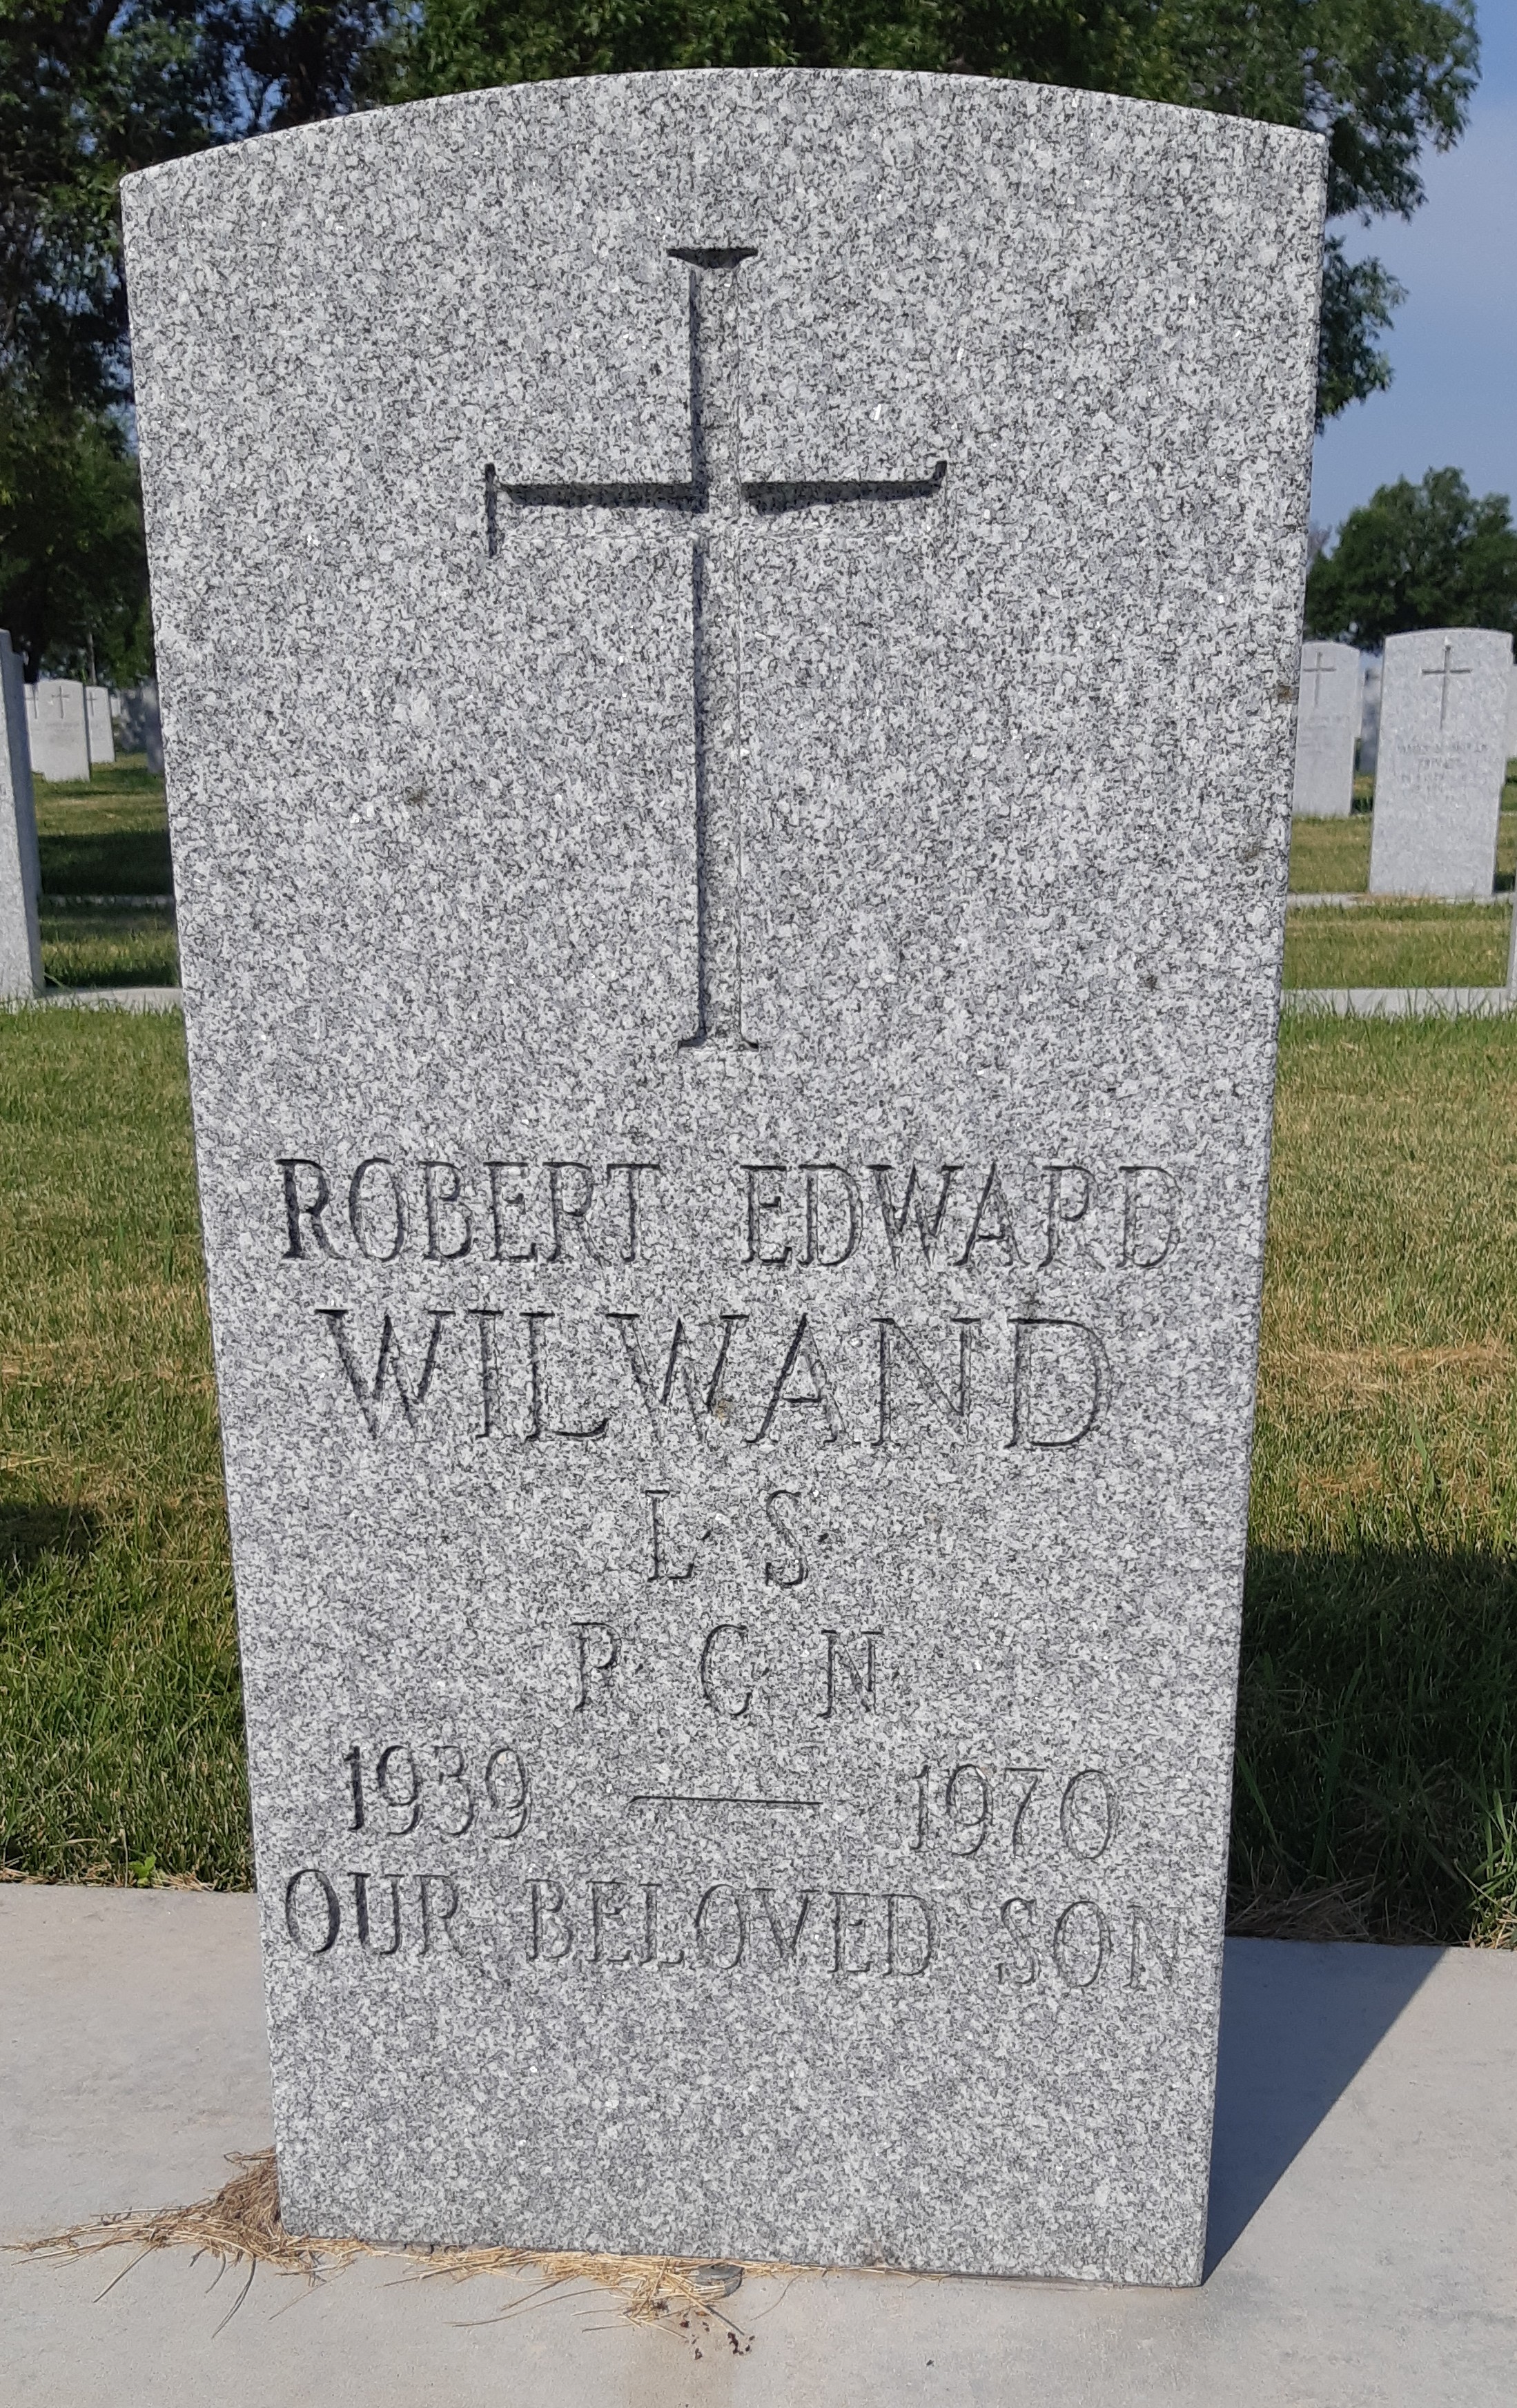 ROBERT EDWARD
WILWAND
L. S.
P. C. N
1939 — 1970
OUR BELOVED SON